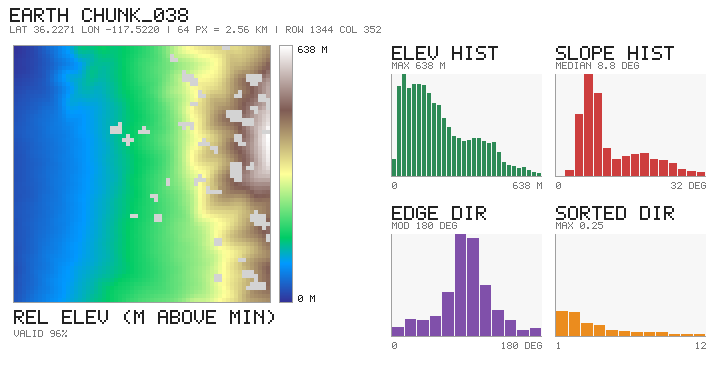 EARTH CHUNK_038
LAT 36.2271 LON -117.5220 | 64 PX = 2.56 KM | ROW 1344 COL 352
638 M
0 M
REL ELEV (M ABOVE MIN)
VALID 96%
ELEV HIST
MAX 638 M
0 638 M
SLOPE HIST
MEDIAN 8.8 DEG
0 32 DEG
EDGE DIR
MOD 180 DEG
0 180 DEG
SORTED DIR
MAX 0.25
1 12